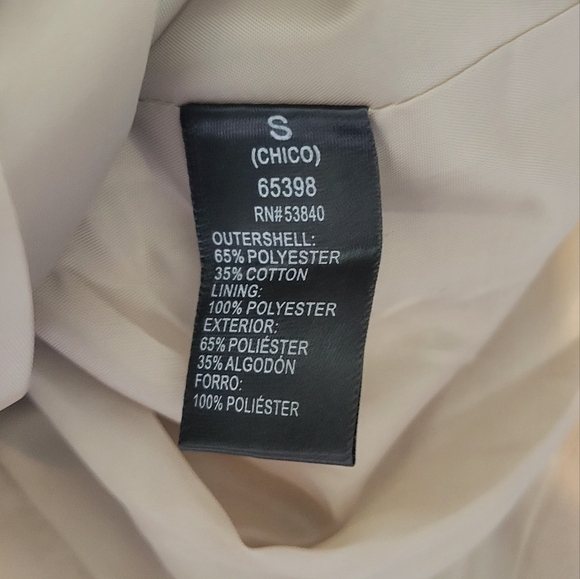 S
(CHICO)
65398
RN#53840
OUTERSHELL:
65% POLYESTER
35% COTTON
LINING:
100% POLYESTER
EXTERIOR:
65% POLIÉSTER
35% ALGODÓN
FORRO:
100% POLIÉSTER